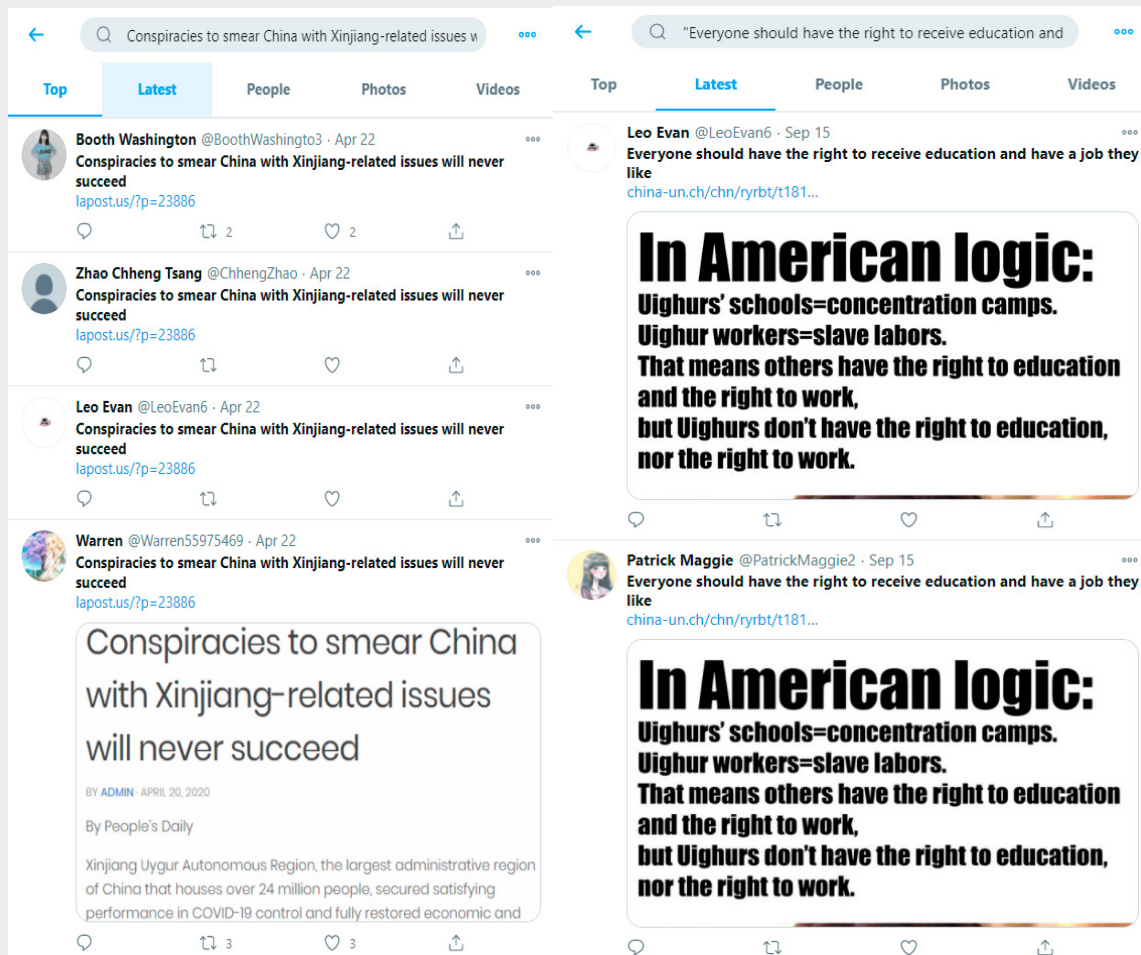 Conspiracies to smear China with Xinjiang-related issues w
Top Latest People Photos Videos
Booth Washington @BoothWashingto3 · Apr 22
Conspiracies to smear China with Xinjiang-related issues will never
succeed
lapost.us/?p=23886
2 2
Zhao Chheng Tsang @ChhengZhao · Apr 22
Conspiracies to smear China with Xinjiang-related issues will never
succeed
lapost.us/?p=23886
Leo Evan @LeoEvan6 · Apr 22
Conspiracies to smear China with Xinjiang-related issues will never
succeed
lapost.us/?p=23886
Warren @Warren55975469 · Apr 22
Conspiracies to smear China with Xinjiang-related issues will never
succeed
lapost.us/?p=23886
Conspiracies to smear China
with Xinjiang-related issues
will never succeed
BY ADMIN · APRIL 20, 2020
By People's Daily
Xinjiang Uygur Autonomous Region, the largest administrative region
of China that houses over 24 million people, secured satisfying
performance in COVID-19 control and fully restored economic and
3 3
"Everyone should have the right to receive education and
Top Latest People Photos Videos
Leo Evan @LeoEvan6 · Sep 15
Everyone should have the right to receive education and have a job they
like
china-un.ch/chn/ryrbt/t181...
In American logic:
Uighurs' schools=concentration camps.
Uighur workers=slave labors.
That means others have the right to education
and the right to work,
but Uighurs don't have the right to education,
nor the right to work.
Patrick Maggie @PatrickMaggie2 · Sep 15
Everyone should have the right to receive education and have a job they
like
china-un.ch/chn/ryrbt/t181...
In American logic:
Uighurs' schools=concentration camps.
Uighur workers=slave labors.
That means others have the right to education
and the right to work,
but Uighurs don't have the right to education,
nor the right to work.